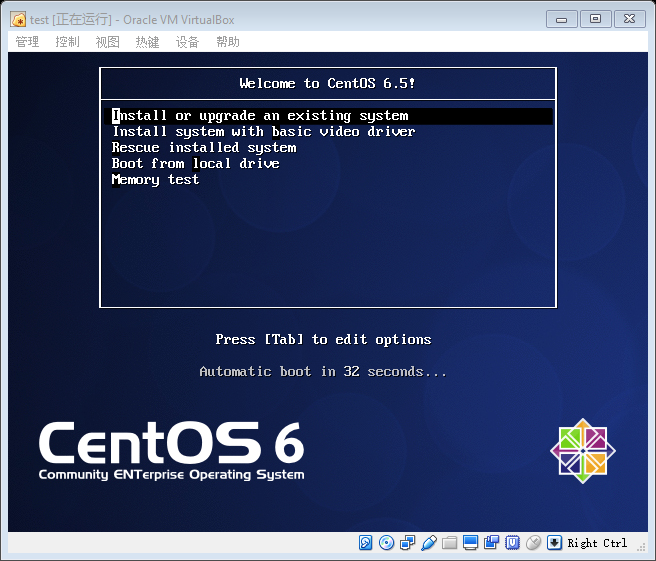 test [正在运行] - Oracle VM VirtualBox
管理 控制 视图 热键 设备 帮助
Welcome to CentOS 6.5!
Install or upgrade an existing system
Install system with basic video driver
Rescue installed system
Boot from local drive
Memory test
Press [Tab] to edit options
Automatic boot in 32 seconds...
CentOS 6
Community ENTerprise Operating System
Right Ctrl